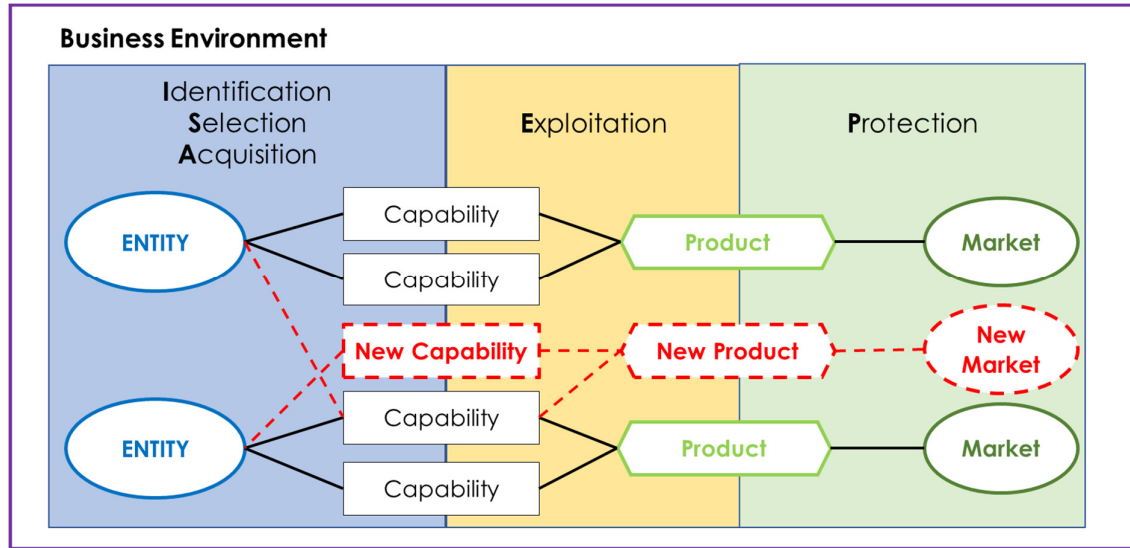 Business Environment
Identification
Selection
Acquisition
Exploitation
Protection
Capability
ENTITY
Product
Market
Capability
New Capability
New Product
New
Market
Capability
ENTITY
Product
Market
Capability